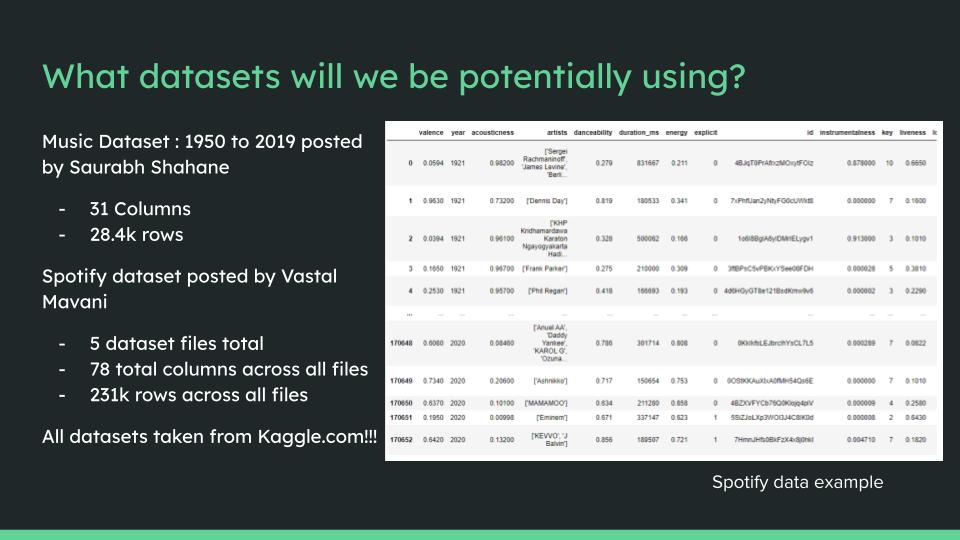 What datasets will we be potentially using?
Music Dataset : 1950 to 2019 posted
by Saurabh Shahane
- 31 Columns
- 28.4k rows
Spotify dataset posted by Vastal
Mavani
- 5 dataset files total
- 78 total columns across all files
- 231k rows across all files
All datasets taken from Kaggle.com!!!
valence year acousticness artists danceability duration_ms energy explicit id instrumentalness key liveness
['Sergei
Rachmaninoff',
'James Levine',
'Berli...
0 0.0594 1921 0.98200 0.279 831667 0.211 0 0.878000 10 0.6650
1 0.9630 1921 0.73200 ['Dennis Day'] 0.819 180533 0.341 0 0.000000 7 0.1600
['KHP
Kridhamardawa
Karaton
Ngayogyakarta
Hadi...
2 0.0394 1921 0.96100 0.328 500062 0.166 0 0.913000 3 0.1010
3 0.1650 1921 0.96700 ['Frank Parker'] 0.275 210000 0.309 0 0.000028 5 0.3810
4 0.2530 1921 0.95700 ['Phil Regan'] 0.418 166693 0.193 0 0.000002 3 0.2290
... ... ... ... ... ... ... ... ... ... ... ... ...
['Anuel AA',
'Daddy
Yankee',
'KAROL G',
'Ozuna...
170648 0.6080 2020 0.08460 0.786 301714 0.808 0 0.000289 7 0.0822
170649 0.7340 2020 0.20600 ['Ashnikko'] 0.717 150654 0.753 0 0.000000 7 0.1010
170650 0.6370 2020 0.10100 ['MAMAMOO'] 0.634 211280 0.858 0 0.000009 4 0.2580
170651 0.1950 2020 0.00998 ['Eminem'] 0.671 337147 0.623 1 0.000008 2 0.6430
['KEVVO', 'J
Balvin']
170652 0.6420 2020 0.13200 0.856 189507 0.721 1 0.004710 7 0.1820
Spotify data example